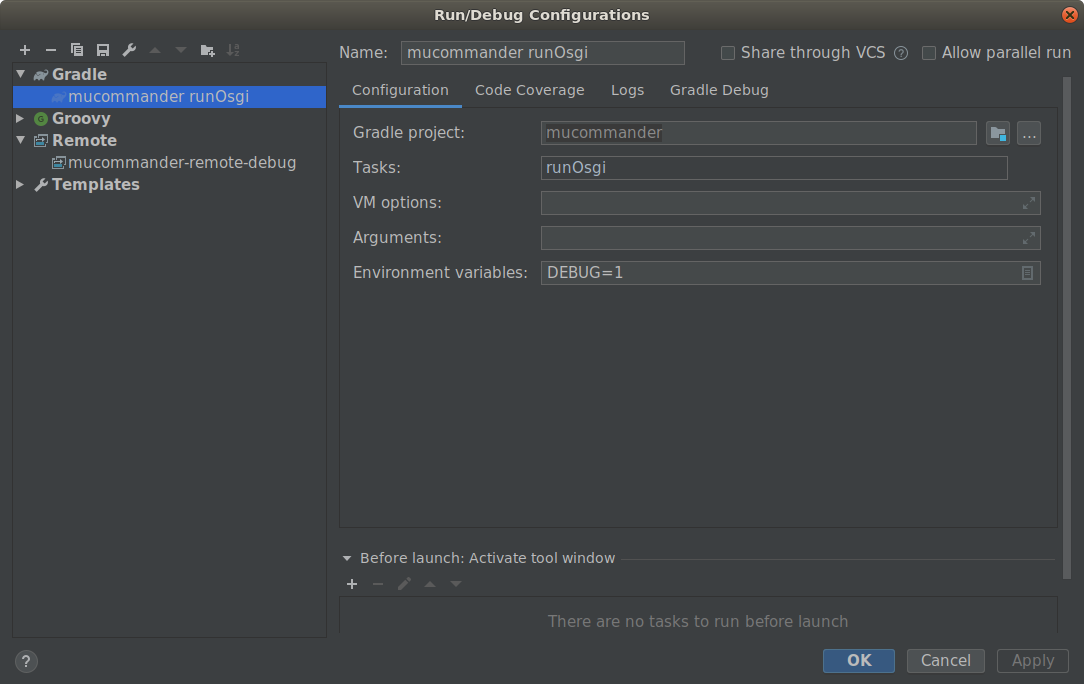 Run/Debug Configurations
Name: mucommander runOsgi Share through VCS ? Allow parallel run
Gradle
mucommander runOsgi
Groovy
Remote
mucommander-remote-debug
Templates
Configuration Code Coverage Logs Gradle Debug
Gradle project: mucommander ...
Tasks: runOsgi
VM options:
Arguments:
Environment variables: DEBUG=1
Before launch: Activate tool window
There are no tasks to run before launch
? OK Cancel Apply